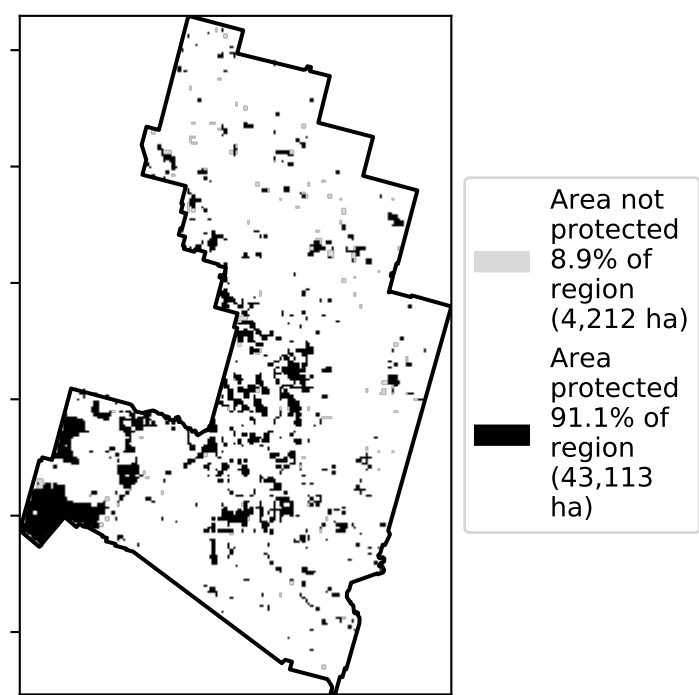 Area not
protected
8.9% of
region
(4,212 ha)
Area
protected
91.1% of
region
(43,113
ha)